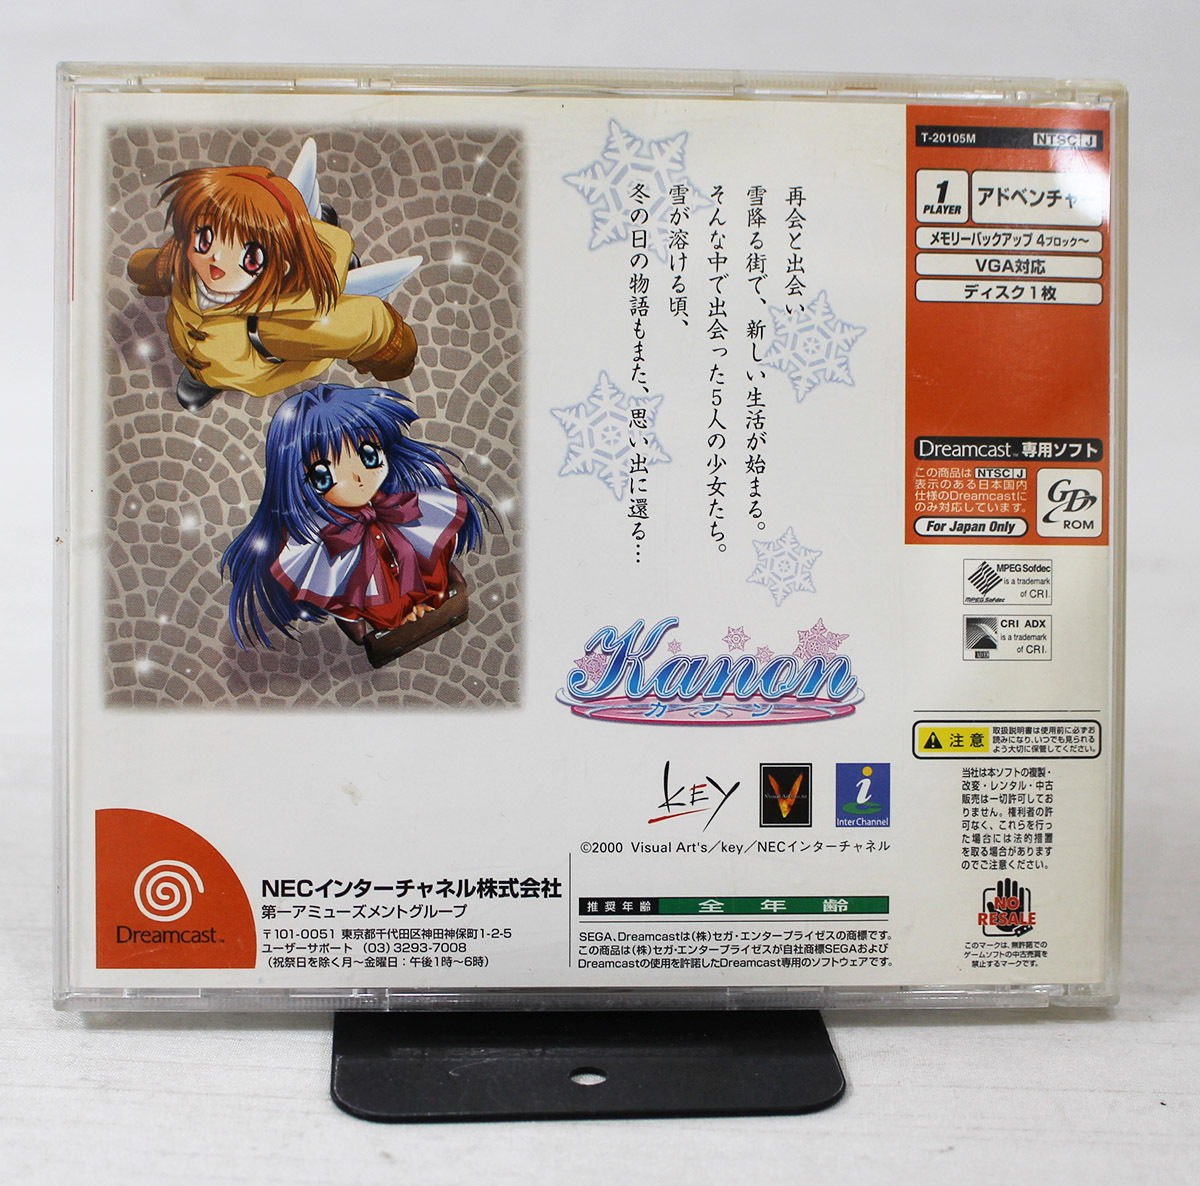 再会と出会い
雪降る街で、新しい生活が始まる。
そんな中で出会った5人の少女たち。
雪が溶ける頃、
冬の日の物語もまた、思い出に還る…
Kanon
カノン
key
Visual Art's
Inter Channel
©2000 Visual Art's／key／NECインターチャネル
推奨年齢 全年齢
SEGA、Dreamcastは(株)セガ・エンタープライゼスの商標です。
この商品は(株)セガ・エンタープライゼスが自社商標SEGAおよび
Dreamcastの使用を許諾したDreamcast専用のソフトウェアです。
Dreamcast™
NECインターチャネル株式会社
第一アミューズメントグループ
〒101-0051 東京都千代田区神田神保町1-2-5
ユーザーサポート (03) 3293-7008
(祝祭日を除く月〜金曜日：午後1時〜6時)
T-20105M NTSC J
1 PLAYER
アドベンチャー
メモリーバックアップ 4ブロック〜
VGA対応
ディスク1枚
Dreamcast™ 専用ソフト
この商品は NTSC J
表示のある日本国内
仕様のDreamcastに
のみ対応しています。
For Japan Only
GD
ROM
MPEG Sofdec
is a trademark
of CRI.
MPEG Sofdec
CRI ADX
is a trademark
of CRI.
注意
取扱説明書は使用前に必ずお
読みになり、いつでも見られる
よう大切に保管してください。
当社は本ソフトの複製・
改変・レンタル・中古
販売は一切許可してお
りません。権利者の許
可なく、これらを行っ
た場合には法的措置
を取る場合があります
のでご注意ください。
NO
RESALE
このマークは、無許諾での
ゲームソフトの中古売買を
禁止するマークです。